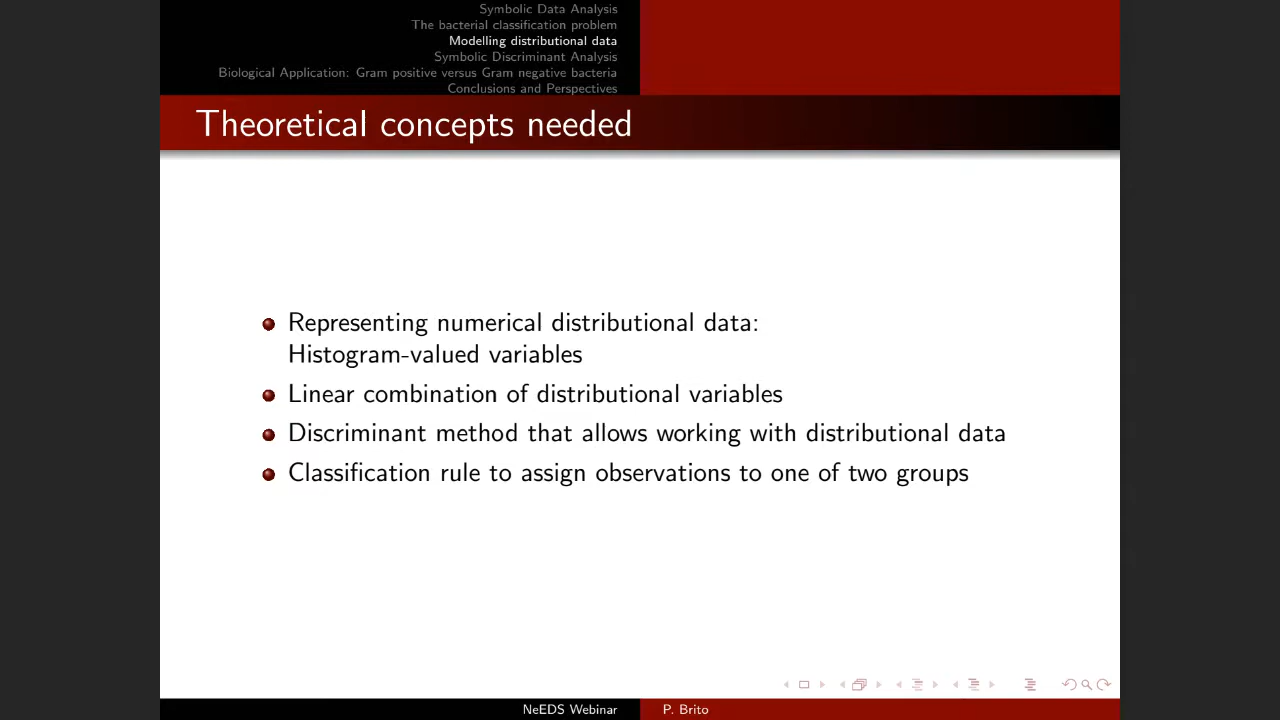 Symbolic Data Analysis
The bacterial classification problem
Modelling distributional data
Symbolic Discriminant Analysis
Biological Application: Gram positive versus Gram negative bacteria
Conclusions and Perspectives
Theoretical concepts needed
Representing numerical distributional data:
Histogram-valued variables
Linear combination of distributional variables
Discriminant method that allows working with distributional data
Classification rule to assign observations to one of two groups
NeEDS Webinar
P. Brito